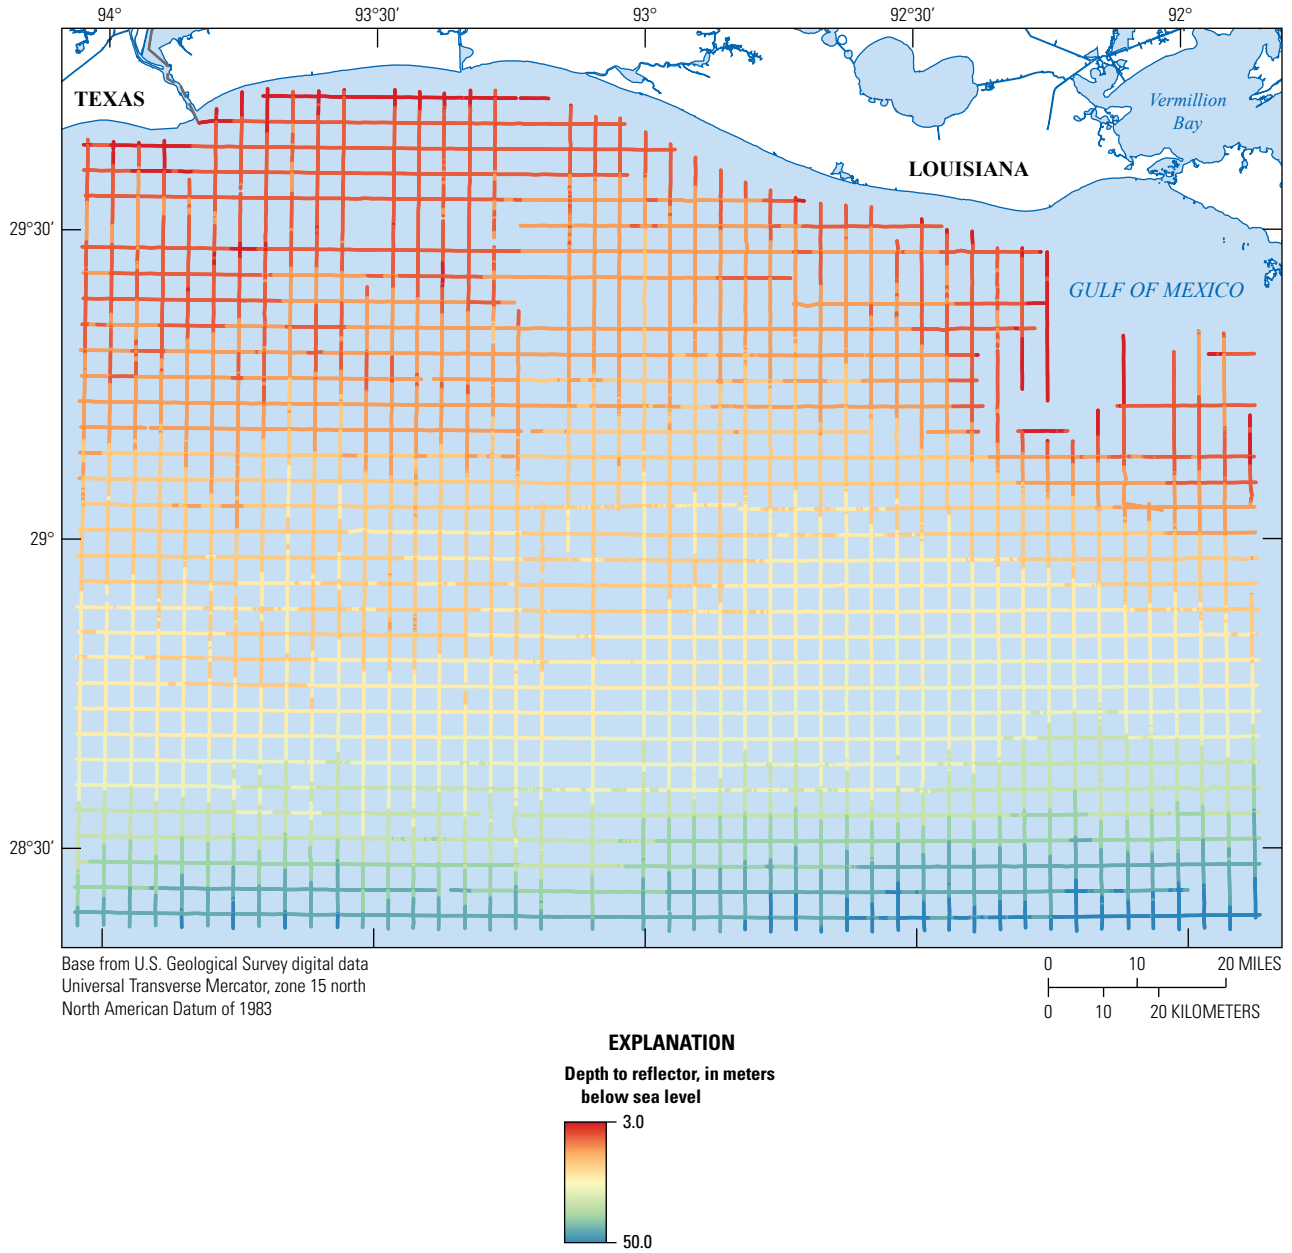 94°
93°30′
93°
92°30′
92°
TEXAS
Vermillion
Bay
LOUISIANA
29°30′
GULF OF MEXICO
29°
28°30′
Base from U.S. Geological Survey digital data
Universal Transverse Mercator, zone 15 north
North American Datum of 1983
0 10 20 MILES
0 10 20 KILOMETERS
EXPLANATION
Depth to reflector, in meters
below sea level
3.0
50.0